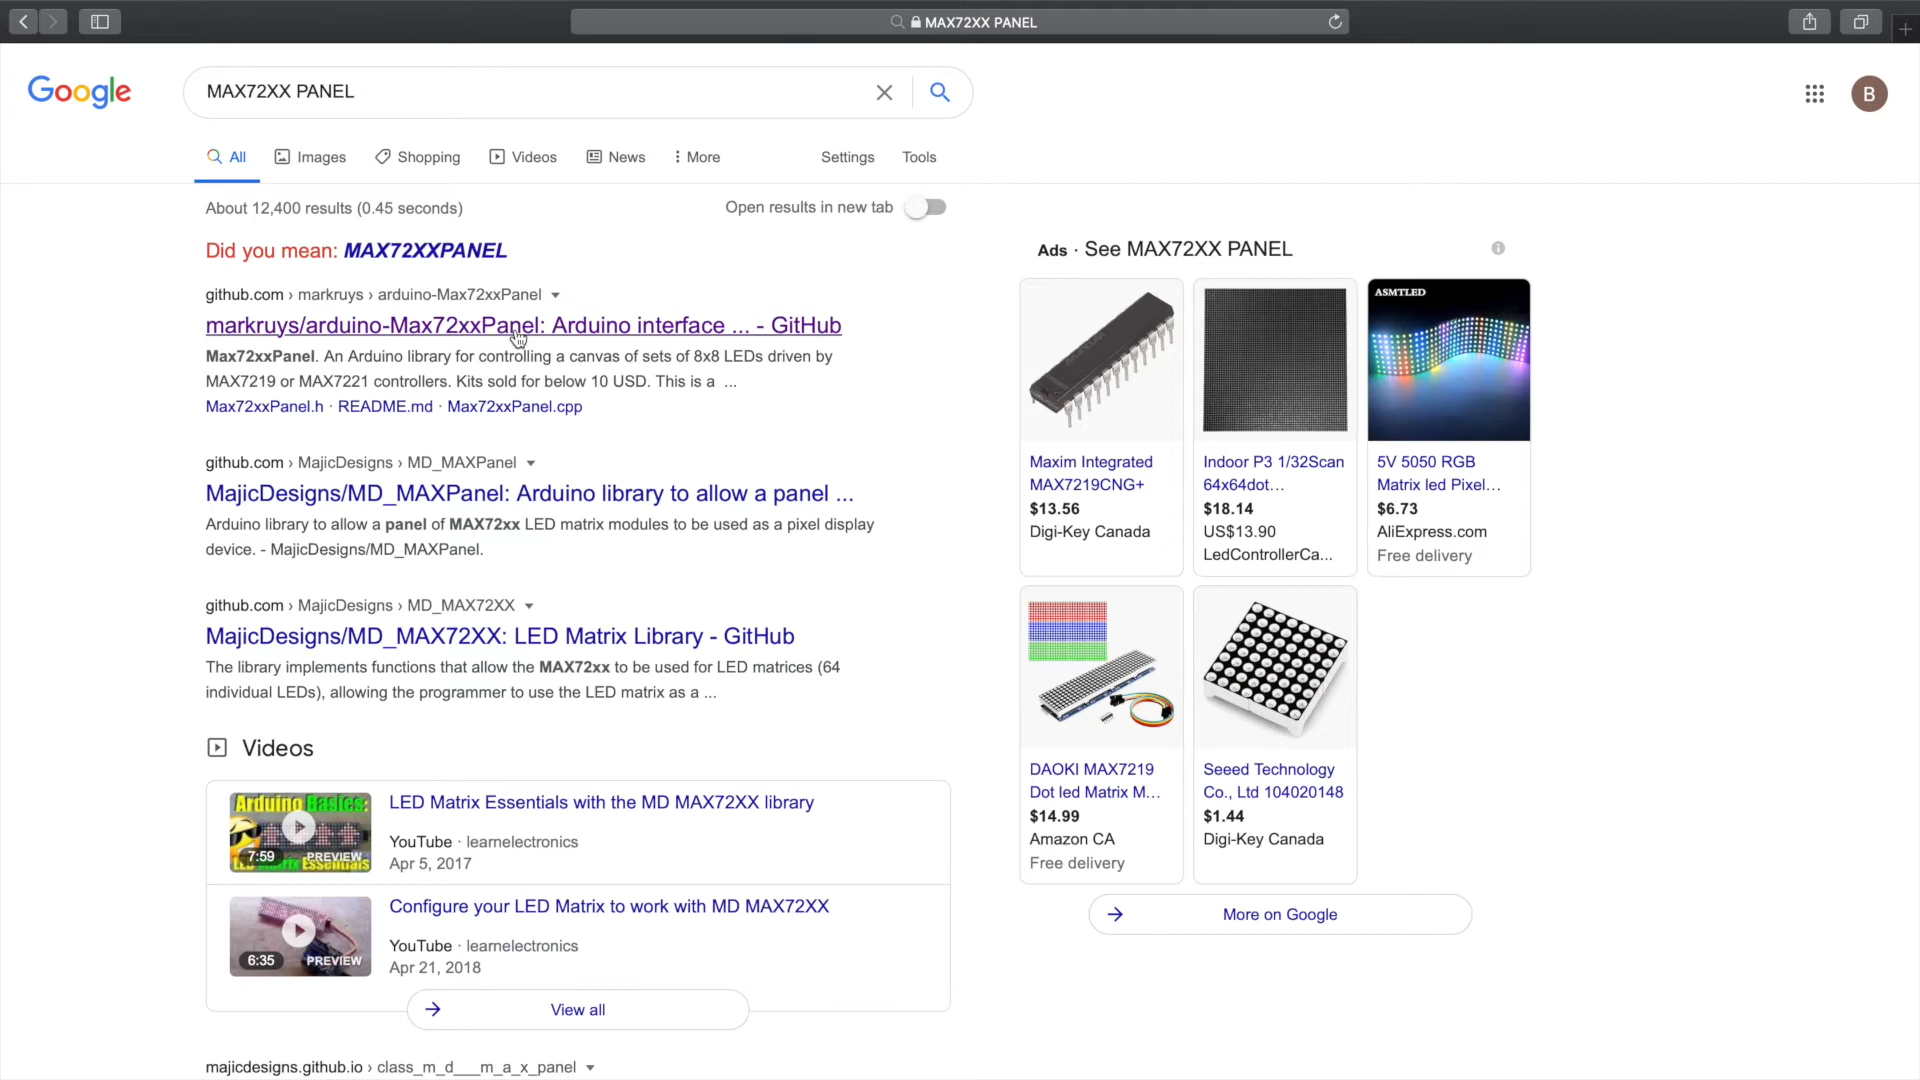 MAX72XX PANEL
Google
MAX72XX PANEL
B
All
Images
Shopping
Videos
News
More
Settings
Tools
About 12,400 results (0.45 seconds)
Open results in new tab
Did you mean: MAX72XXPANEL
github.com › markruys › arduino-Max72xxPanel
markruys/arduino-Max72xxPanel: Arduino interface ... - GitHub
Max72xxPanel. An Arduino library for controlling a canvas of sets of 8x8 LEDs driven by
MAX7219 or MAX7221 controllers. Kits sold for below 10 USD. This is a ...
Max72xxPanel.h · README.md · Max72xxPanel.cpp
github.com › MajicDesigns › MD_MAXPanel
MajicDesigns/MD_MAXPanel: Arduino library to allow a panel ...
Arduino library to allow a panel of MAX72xx LED matrix modules to be used as a pixel display
device. - MajicDesigns/MD_MAXPanel.
github.com › MajicDesigns › MD_MAX72XX
MajicDesigns/MD_MAX72XX: LED Matrix Library - GitHub
The library implements functions that allow the MAX72xx to be used for LED matrices (64
individual LEDs), allowing the programmer to use the LED matrix as a ...
Videos
Arduino Basics:
7:59
PREVIEW
LED Matrix Essentials
LED Matrix Essentials with the MD MAX72XX library
YouTube · learnelectronics
Apr 5, 2017
6:35
PREVIEW
Configure your LED Matrix to work with MD MAX72XX
YouTube · learnelectronics
Apr 21, 2018
View all
majicdesigns.github.io › class_m_d___m_a_x_panel
Ads · See MAX72XX PANEL
Maxim Integrated
MAX7219CNG+
$13.56
Digi-Key Canada
Indoor P3 1/32Scan
64x64dot…
$18.14
US$13.90
LedControllerCa...
ASMTLED
5V 5050 RGB
Matrix led Pixel…
$6.73
AliExpress.com
Free delivery
DAOKI MAX7219
Dot led Matrix M…
$14.99
Amazon CA
Free delivery
Seeed Technology
Co., Ltd 104020148
$1.44
Digi-Key Canada
More on Google